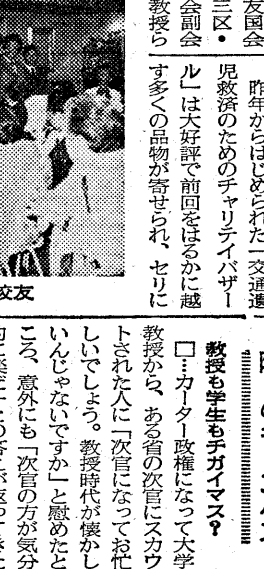 友国会
三区・
会副会
教授ら
昨年からはじめられた「交通遺
児救済のためのチャリティバザー
ル」は大好評で前回をはるかに越
す多くの品物が寄せられ、セリに
校友
教授も学生もチガイマス?
□…カーター政権になって大学
教授から、ある省の次官にスカウ
トされた人に「次官になってお忙
しいでしょう。教授時代が懐かし
いんじゃないですか」と慰めたと
ころ、意外にも「次官の方が気分